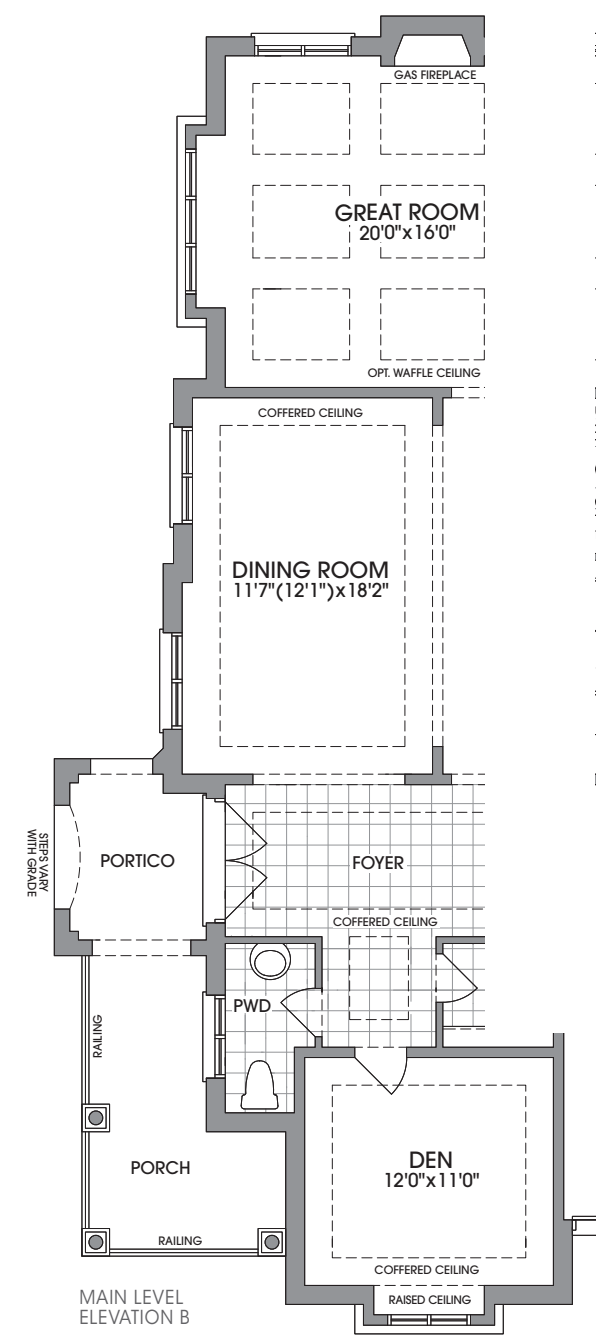 GAS FIREPLACE
GREAT ROOM
20'0"x16'0"
OPT. WAFFLE CEILING
COFFERED CEILING
DINING ROOM
11'7"(12'1")x18'2"
STEPS VARY
WITH GRADE
PORTICO
FOYER
COFFERED CEILING
PWD
RAILING
PORCH
DEN
12'0"x11'0"
RAILING
COFFERED CEILING
RAISED CEILING
MAIN LEVEL
ELEVATION B